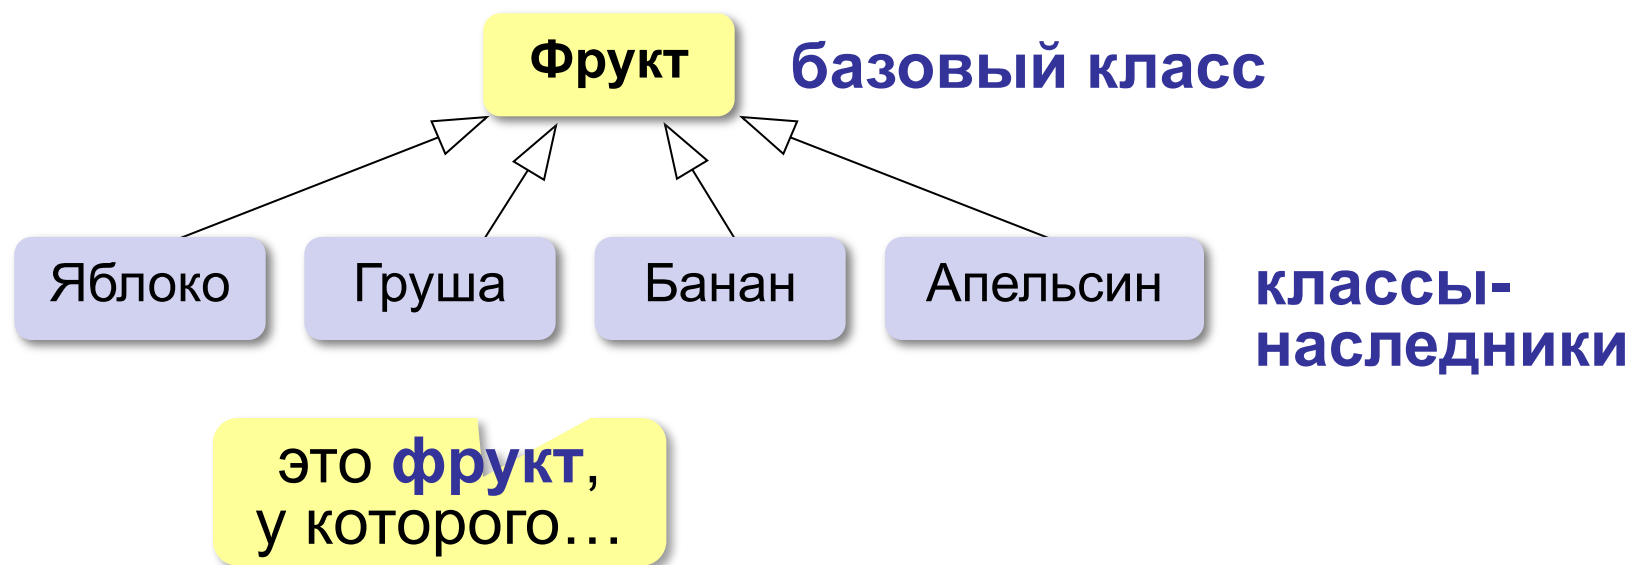 Фрукт
базовый класс
Яблоко
Груша
Банан
Апельсин
классы-
наследники
это фрукт,
у которого…